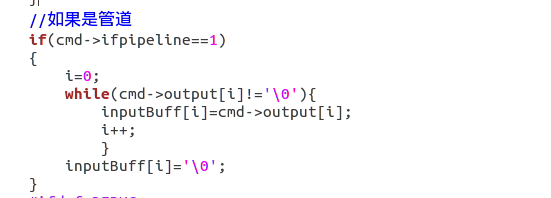 }
//如果是管道
if(cmd->ifpipeline==1)
{
    i=0;
    while(cmd->output[i]!='\0'){
        inputBuff[i]=cmd->output[i];
        i++;
        }
    inputBuff[i]='\0';
}